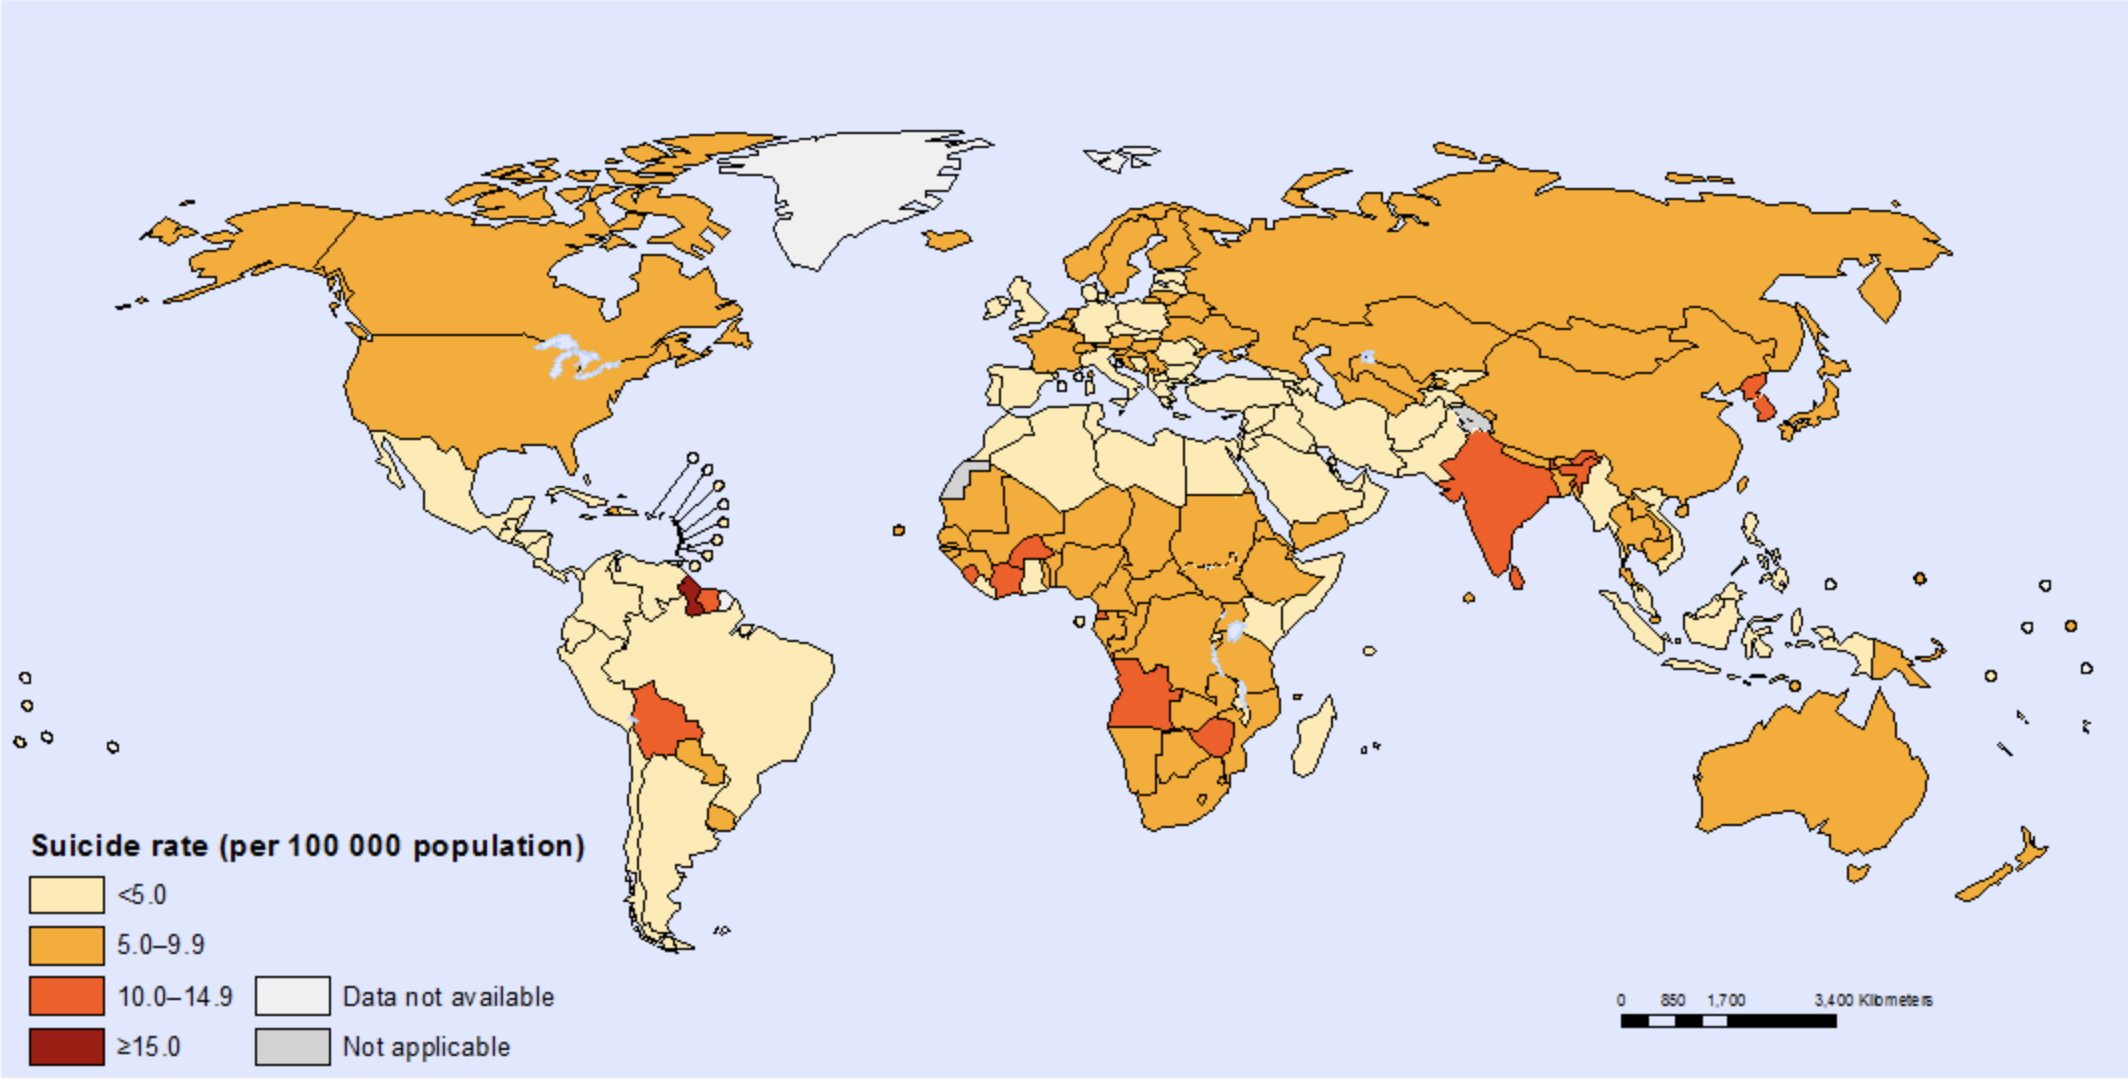 Suicide rate (per 100 000 population)
<5.0
5.0–9.9
10.0–14.9
≥15.0
Data not available
Not applicable
0 850 1,700 3,400 Kilometers